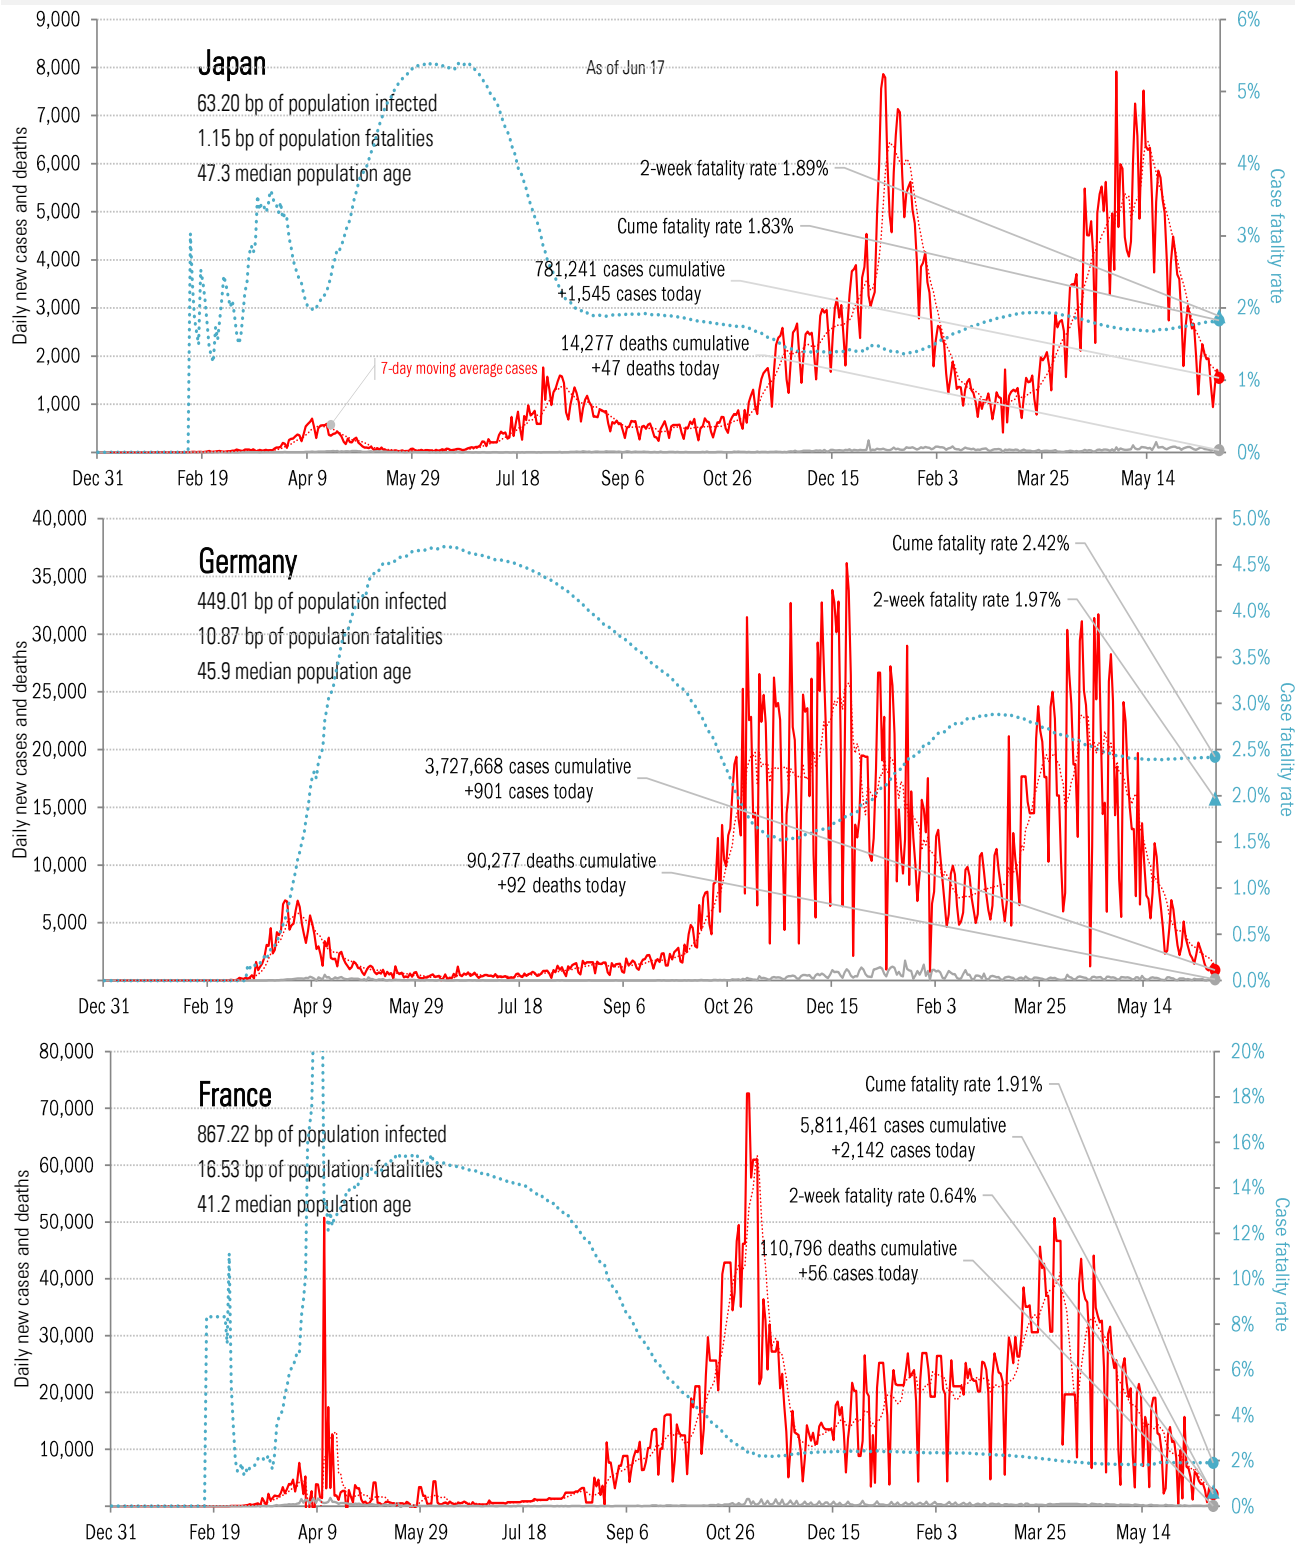 9,000
8,000
7,000
6,000
5,000
4,000
3,000
2,000
1,000
Daily new cases and deaths
Japan
63.20 bp of population infected
1.15 bp of population fatalities
47.3 median population age
As of Jun 17
2-week fatality rate 1.89%
Cume fatality rate 1.83%
781,241 cases cumulative
+1,545 cases today
14,277 deaths cumulative
+47 deaths today
7-day moving average cases
6%
5%
4%
3%
2%
1%
0%
Case fatality rate
Dec 31 Feb 19 Apr 9 May 29 Jul 18 Sep 6 Oct 26 Dec 15 Feb 3 Mar 25 May 14
40,000
35,000
30,000
25,000
20,000
15,000
10,000
5,000
Daily new cases and deaths
Germany
449.01 bp of population infected
10.87 bp of population fatalities
45.9 median population age
Cume fatality rate 2.42%
2-week fatality rate 1.97%
3,727,668 cases cumulative
+901 cases today
90,277 deaths cumulative
+92 deaths today
5.0%
4.5%
4.0%
3.5%
3.0%
2.5%
2.0%
1.5%
1.0%
0.5%
0.0%
Case fatality rate
Dec 31 Feb 19 Apr 9 May 29 Jul 18 Sep 6 Oct 26 Dec 15 Feb 3 Mar 25 May 14
80,000
70,000
60,000
50,000
40,000
30,000
20,000
10,000
Daily new cases and deaths
France
867.22 bp of population infected
16.53 bp of population fatalities
41.2 median population age
Cume fatality rate 1.91%
5,811,461 cases cumulative
+2,142 cases today
2-week fatality rate 0.64%
110,796 deaths cumulative
+56 cases today
20%
18%
16%
14%
12%
10%
8%
6%
4%
2%
0%
Case fatality rate
Dec 31 Feb 19 Apr 9 May 29 Jul 18 Sep 6 Oct 26 Dec 15 Feb 3 Mar 25 May 14